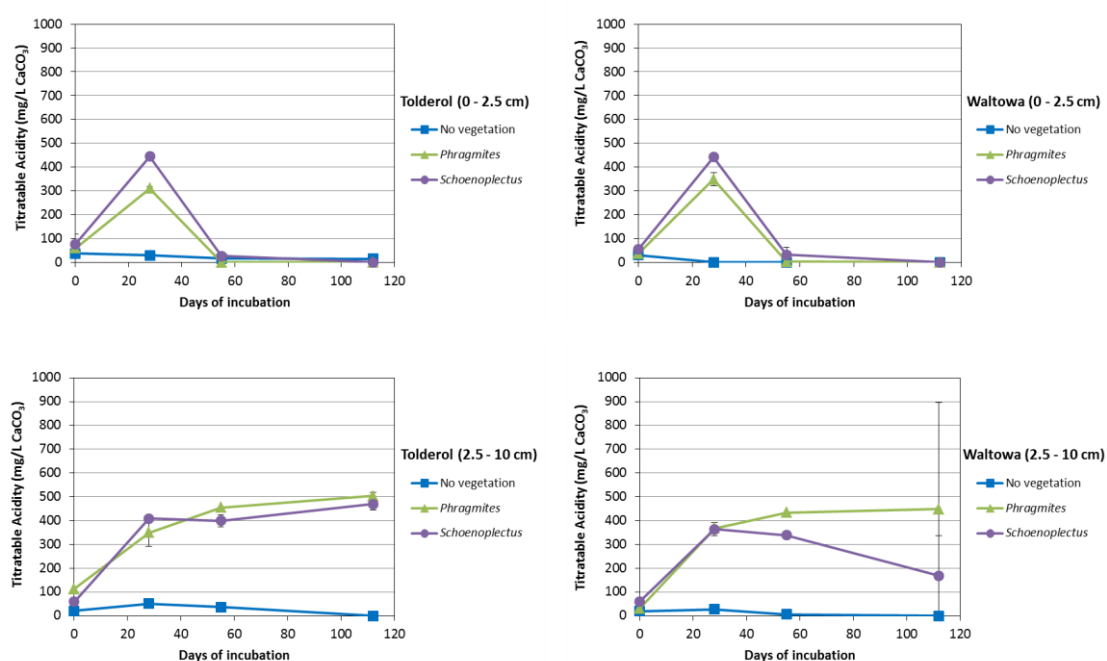 1000
900
800
700
600
500
400
300
200
100
0
Titratable Acidity (mg/L CaCO₃)
0 20 40 60 80 100 120
Days of incubation
Tolderol (0 - 2.5 cm)
No vegetation
Phragmites
Schoenoplectus
1000
900
800
700
600
500
400
300
200
100
0
Titratable Acidity (mg/L CaCO₃)
0 20 40 60 80 100 120
Days of incubation
Waltowa (0 - 2.5 cm)
No vegetation
Phragmites
Schoenoplectus
1000
900
800
700
600
500
400
300
200
100
0
Titratable Acidity (mg/L CaCO₃)
0 20 40 60 80 100 120
Days of incubation
Tolderol (2.5 - 10 cm)
No vegetation
Phragmites
Schoenoplectus
1000
900
800
700
600
500
400
300
200
100
0
Titratable Acidity (mg/L CaCO₃)
0 20 40 60 80 100 120
Days of incubation
Waltowa (2.5 - 10 cm)
No vegetation
Phragmites
Schoenoplectus